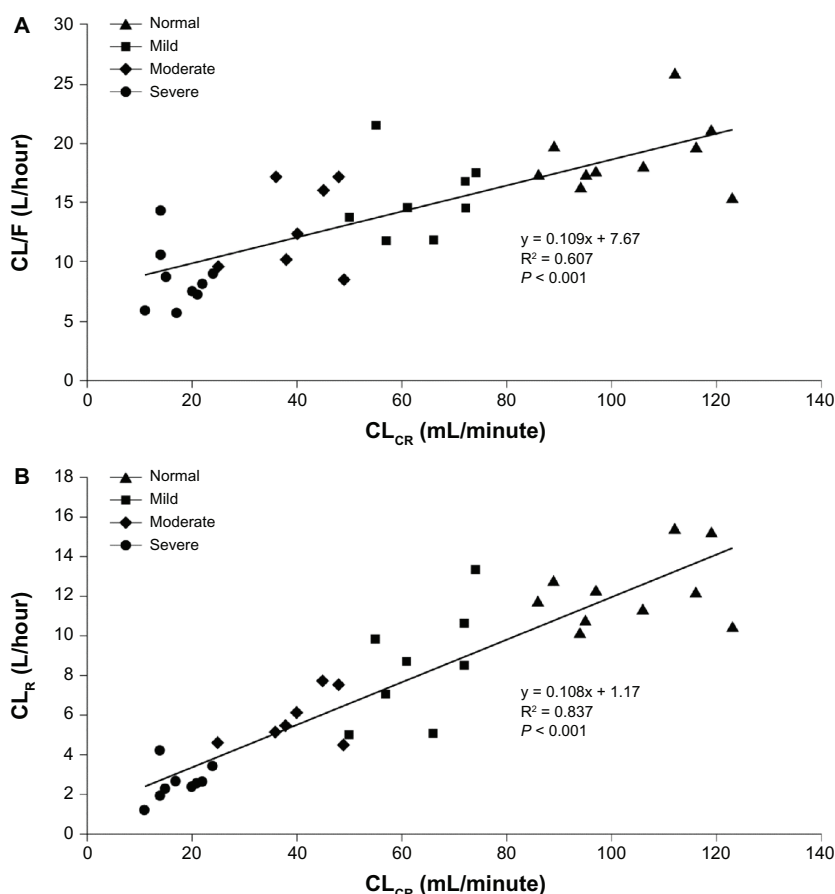 A
30
25
20
15
10
5
0
CL/F (L/hour)
Normal
Mild
Moderate
Severe
y = 0.109x + 7.67
R² = 0.607
P < 0.001
0 20 40 60 80 100 120 140
CL_CR (mL/minute)
B
18
16
14
12
10
8
6
4
2
0
CL_R (L/hour)
Normal
Mild
Moderate
Severe
y = 0.108x + 1.17
R² = 0.837
P < 0.001
0 20 40 60 80 100 120 140
CL_CR (mL/minute)